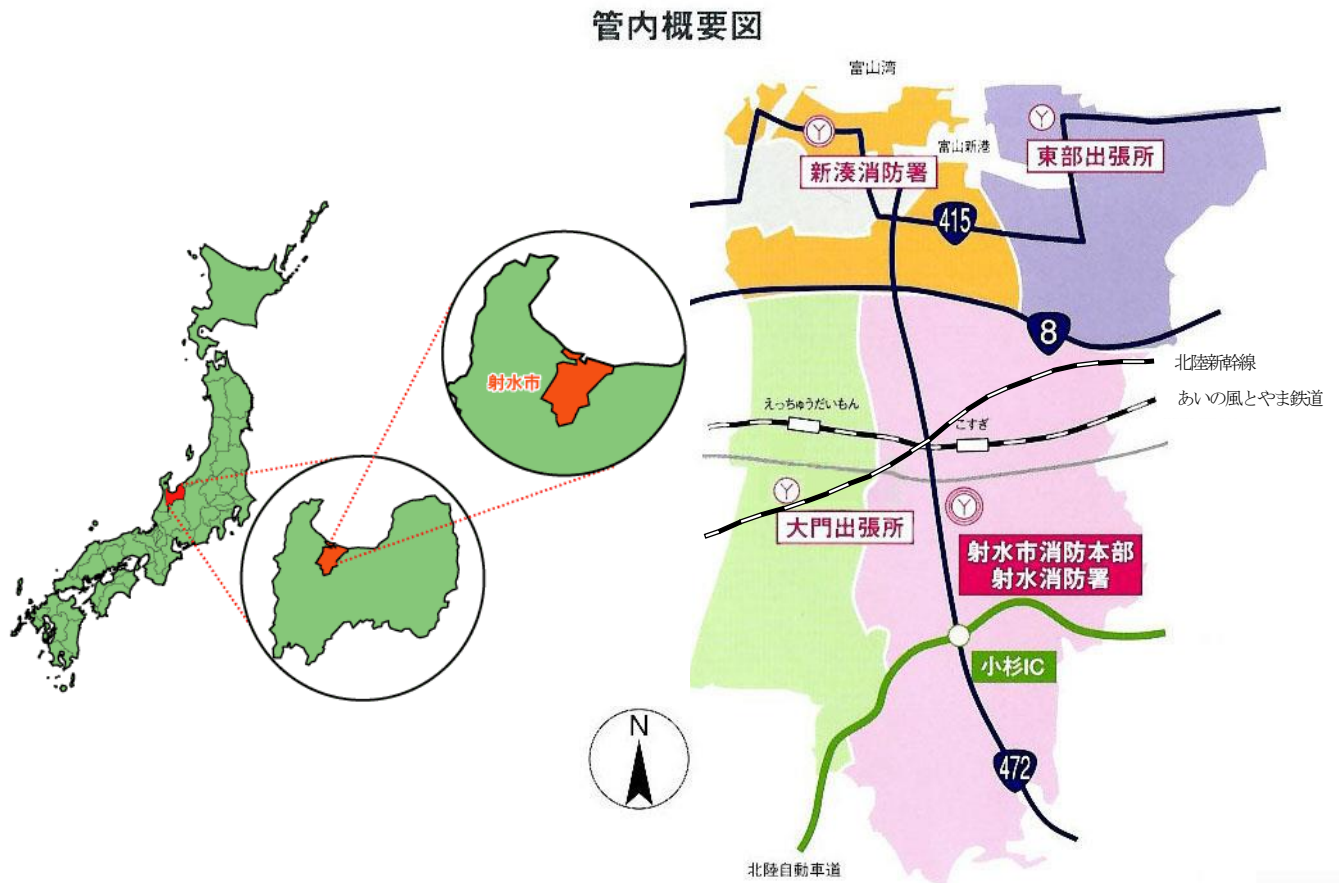 管内概要図
富山湾
富山新港
新湊消防署
東部出張所
415
8
射水市
北陸新幹線
あいの風とやま鉄道
えっちゅうだいもん
こすぎ
大門出張所
射水市消防本部
射水消防署
小杉IC
N
472
北陸自動車道